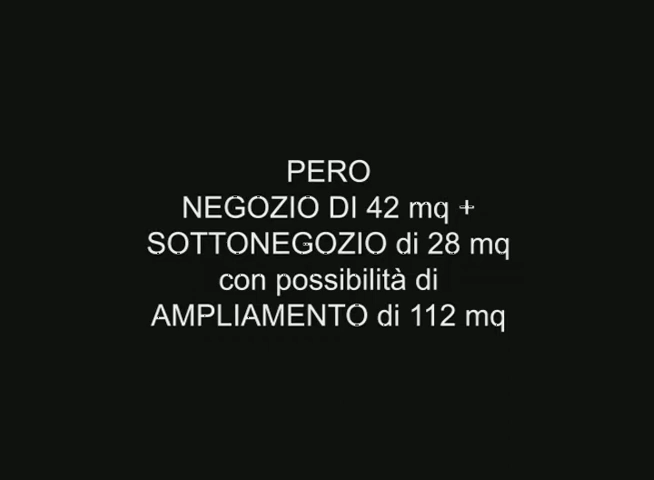 PERO
NEGOZIO DI 42 mq +
SOTTONEGOZIO di 28 mq
con possibilità di
AMPLIAMENTO di 112 mq